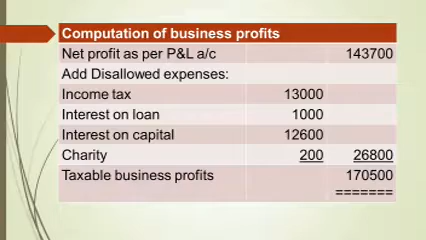 Computation of business profits
Net profit as per P&L a/c 143700
Add Disallowed expenses:
Income tax 13000
Interest on loan 1000
Interest on capital 12600
Charity 200 26800
Taxable business profits 170500
=======